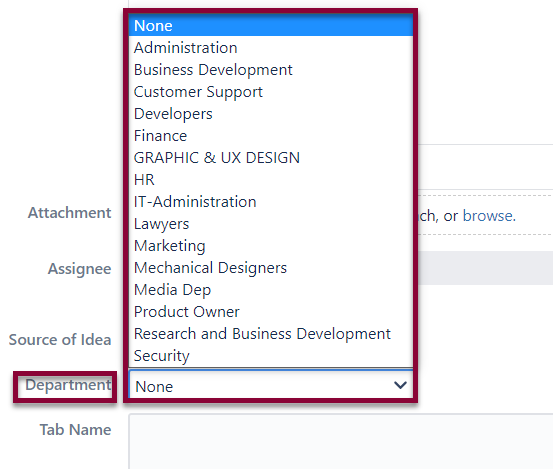 None
Administration
Business Development
Customer Support
Developers
Finance
GRAPHIC & UX DESIGN
HR
IT-Administration
Lawyers
Marketing
Mechanical Designers
Media Dep
Product Owner
Research and Business Development
Security
Attachment
or browse.
Assignee
Source of Idea
Department
None
Tab Name